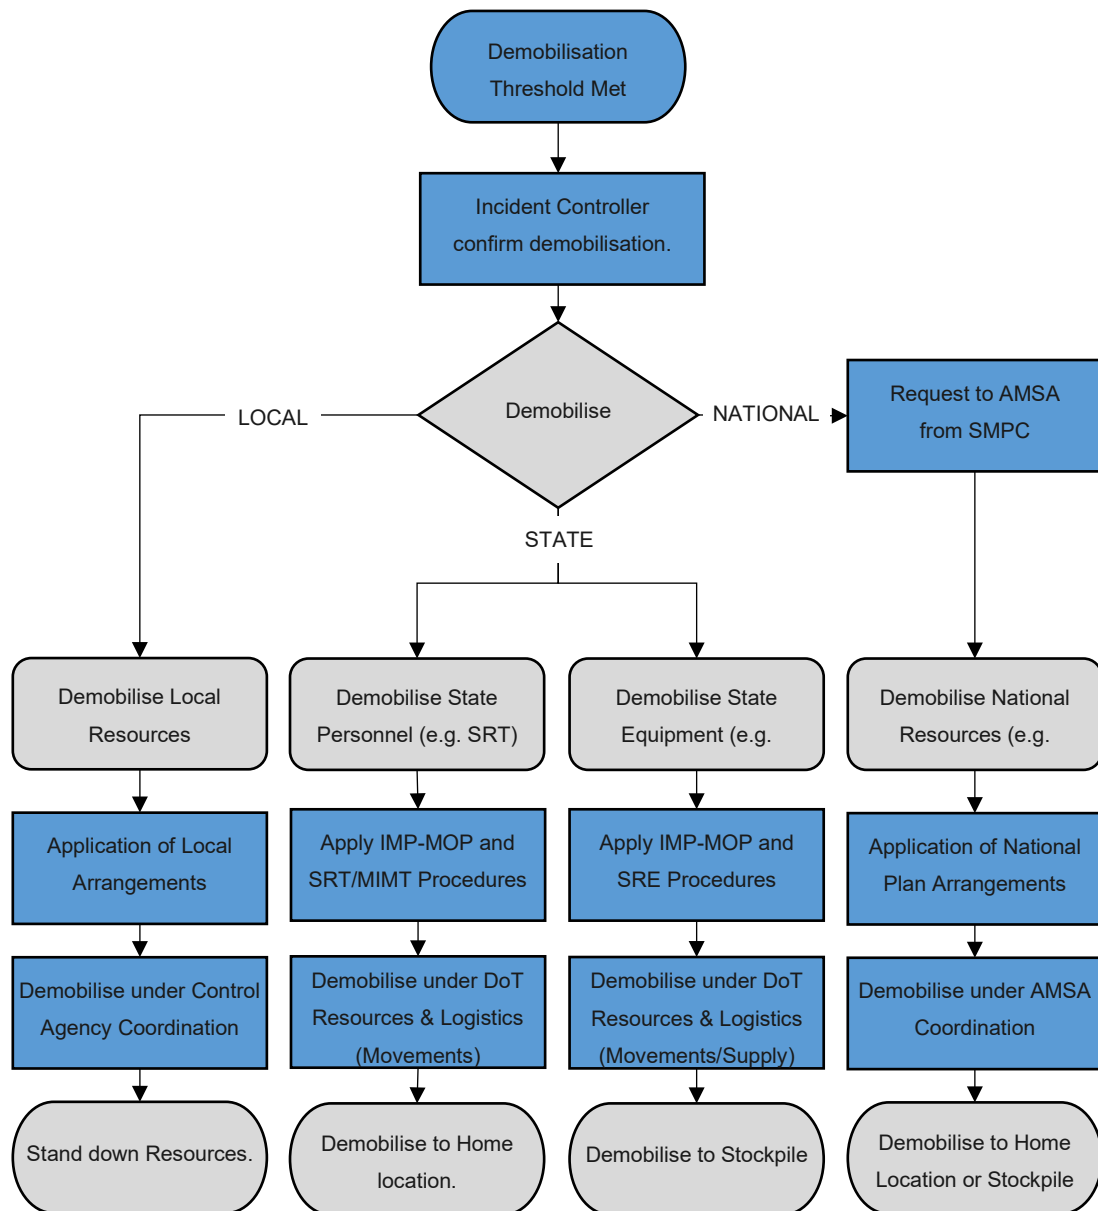 Demobilisation
Threshold Met
Incident Controller
confirm demobilisation.
Demobilise
LOCAL
NATIONAL
Request to AMSA
from SMPC
STATE
Demobilise Local
Resources
Demobilise State
Personnel (e.g. SRT)
Demobilise State
Equipment (e.g.
Demobilise National
Resources (e.g.
Application of Local
Arrangements
Apply IMP-MOP and
SRT/MIMT Procedures
Apply IMP-MOP and
SRE Procedures
Application of National
Plan Arrangements
Demobilise under Control
Agency Coordination
Demobilise under DoT
Resources & Logistics
(Movements)
Demobilise under DoT
Resources & Logistics
(Movements/Supply)
Demobilise under AMSA
Coordination
Stand down Resources.
Demobilise to Home
location.
Demobilise to Stockpile
Demobilise to Home
Location or Stockpile